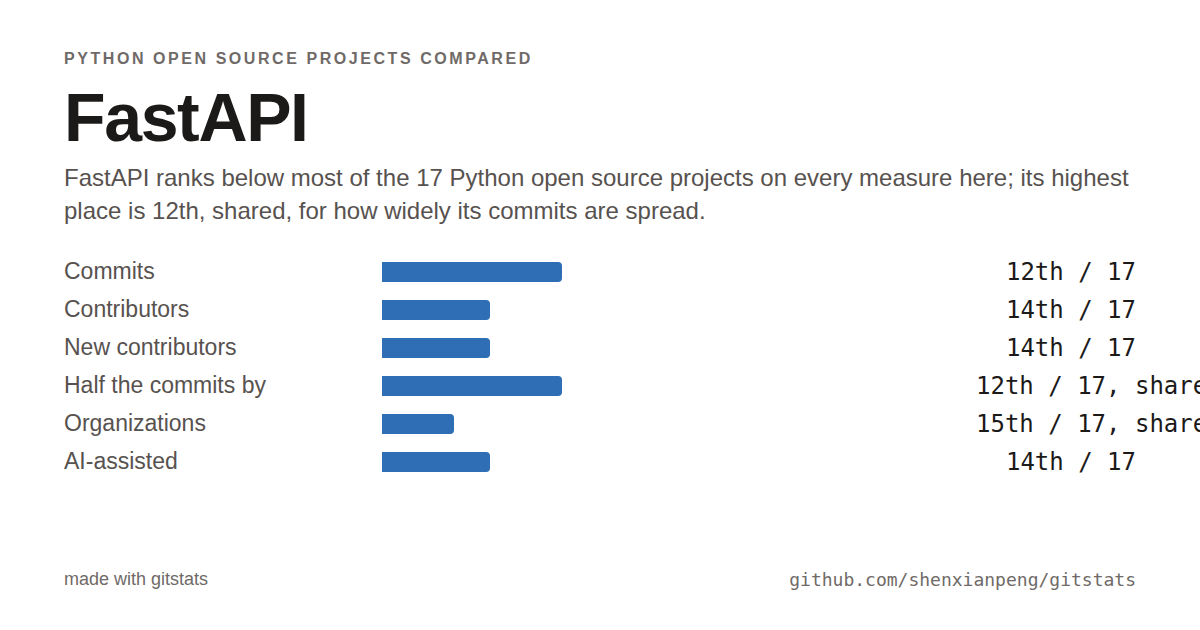 PYTHON OPEN SOURCE PROJECTS COMPARED
FastAPI
FastAPI ranks below most of the 17 Python open source projects on every measure here; its highest
place is 12th, shared, for how widely its commits are spread.
Commits 12th / 17
Contributors 14th / 17
New contributors 14th / 17
Half the commits by 12th / 17, share
Organizations 15th / 17, share
AI-assisted 14th / 17
made with gitstats github.com/shenxianpeng/gitstats